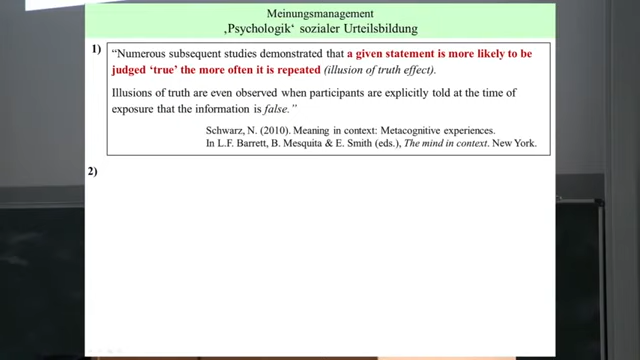 Meinungsmanagement
‚Psychologik‘ sozialer Urteilsbildung
1)
“Numerous subsequent studies demonstrated that a given statement is more likely to be
judged ‘true’ the more often it is repeated (illusion of truth effect).
Illusions of truth are even observed when participants are explicitly told at the time of
exposure that the information is false.”
Schwarz, N. (2010). Meaning in context: Metacognitive experiences.
In L.F. Barrett, B. Mesquita & E. Smith (eds.), The mind in context. New York.
2)